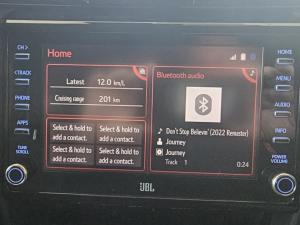 CH >
Home
HOME
Latest 12.0 km/L
Bluetooth audio
MENU
<TRACK
Cruising range 201 km
PHONE
AUDIO
Select & hold to add a contact.
Select & hold to add a contact.
Don't Stop Believin' (2022 Remaster)
APPS
Journey
INFO
Select & hold to add a contact.
Select & hold to add a contact.
Journey
Track 1 0:24
TUNE
SCROLL
POWER
VOLUME
JBL